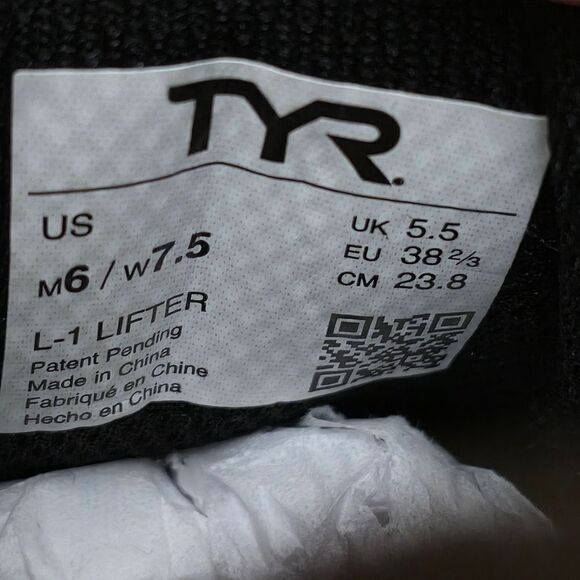 TYR
US
M6 / W7.5
L-1 LIFTER
Patent Pending
Made in China
Fabriqué en Chine
Hecho en China
UK 5.5
EU 38 2/3
CM 23.8